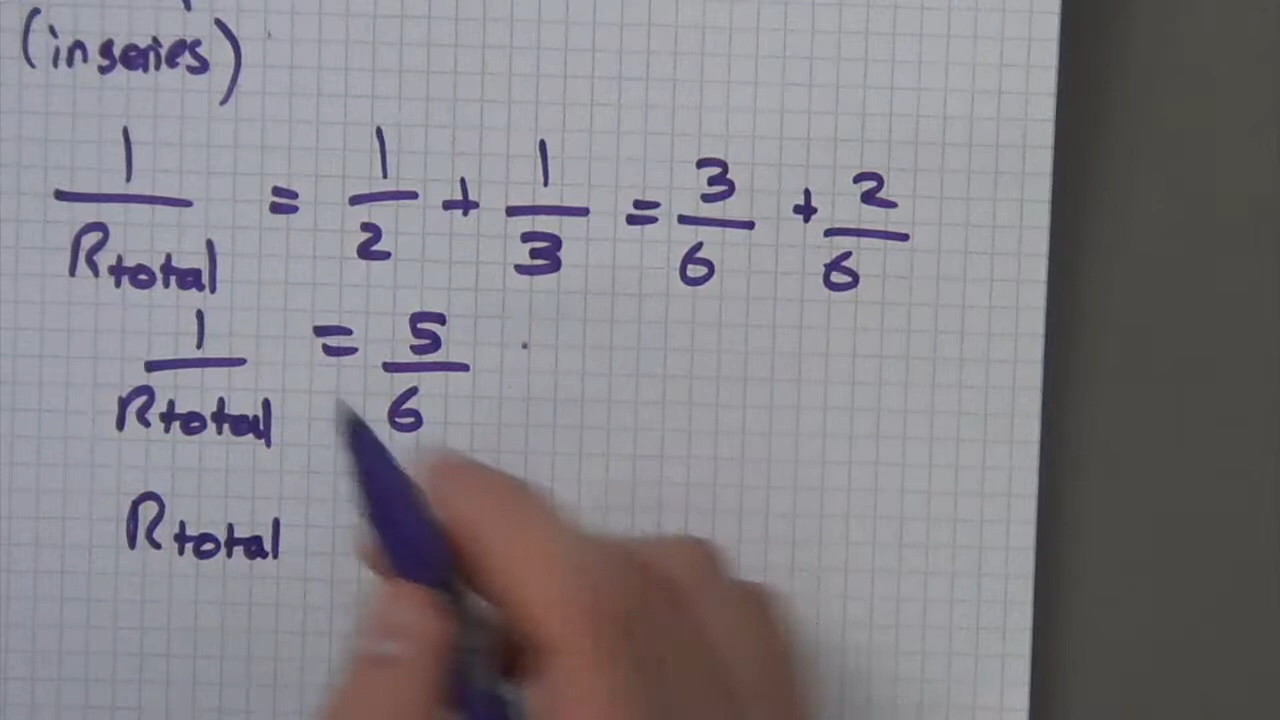 (in series)
1/Rtotal = 1/2 + 1/3 = 3/6 + 2/6
1/Rtotal = 5/6
Rtotal